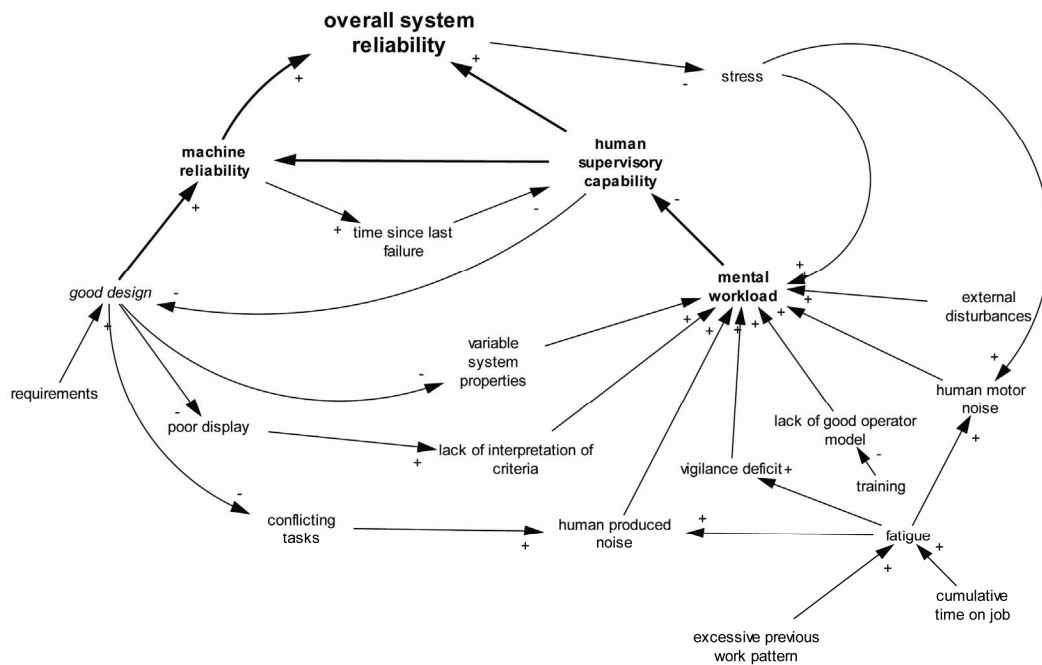 overall system
reliability
+
+
-
stress
machine
reliability
human
supervisory
capability
+
+
time since last
failure
-
-
good design
-
mental
workload
+
+
+
external
disturbances
+
requirements
variable
system
properties
-
+
+
+
+
+
+
human motor
noise
-
poor display
+
lack of interpretation of
criteria
lack of good operator
model
-
+
vigilance deficit
+
training
-
conflicting
tasks
+
human produced
noise
+
fatigue
+
+
cumulative
time on job
excessive previous
work pattern